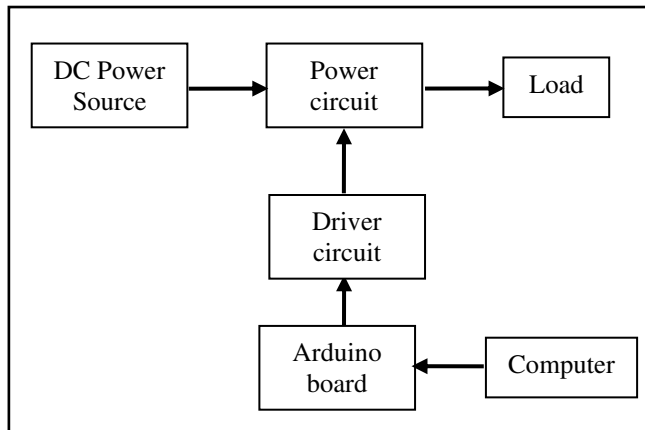 DC Power
Source
Power
circuit
Load
Driver
circuit
Arduino
board
Computer